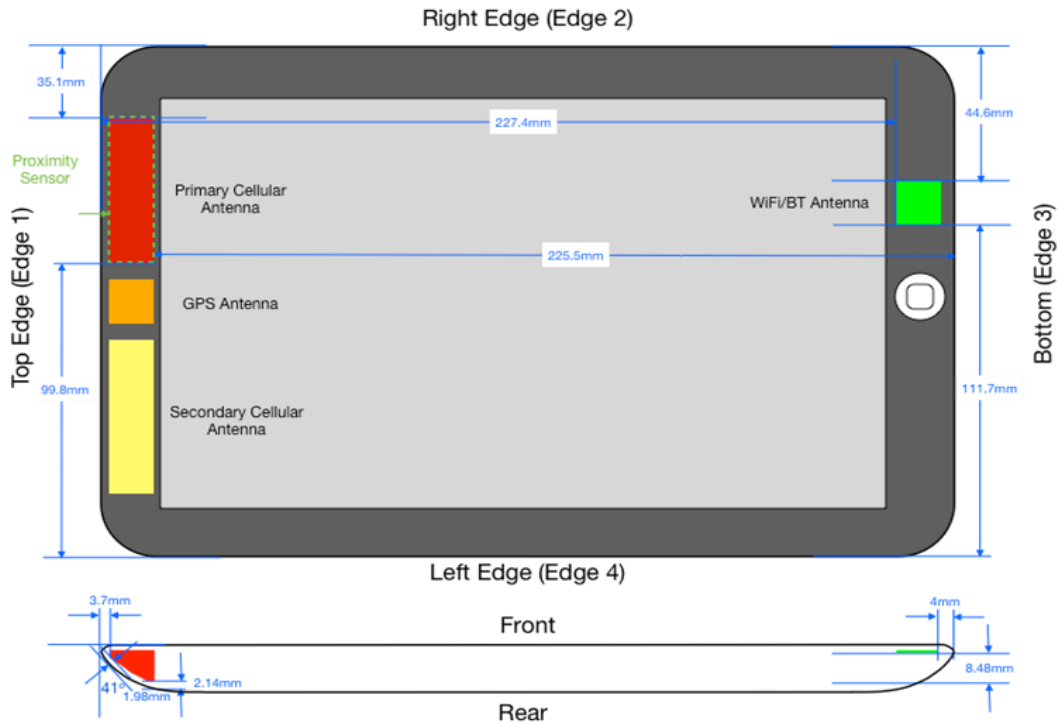 Right Edge (Edge 2)
35.1mm
44.6mm
227.4mm
Proximity
Sensor
Primary Cellular
Antenna
WiFi/BT Antenna
Top Edge (Edge 1)
Bottom (Edge 3)
225.5mm
GPS Antenna
99.8mm
111.7mm
Secondary Cellular
Antenna
Left Edge (Edge 4)
3.7mm
4mm
Front
8.48mm
41°
1.98mm
2.14mm
Rear